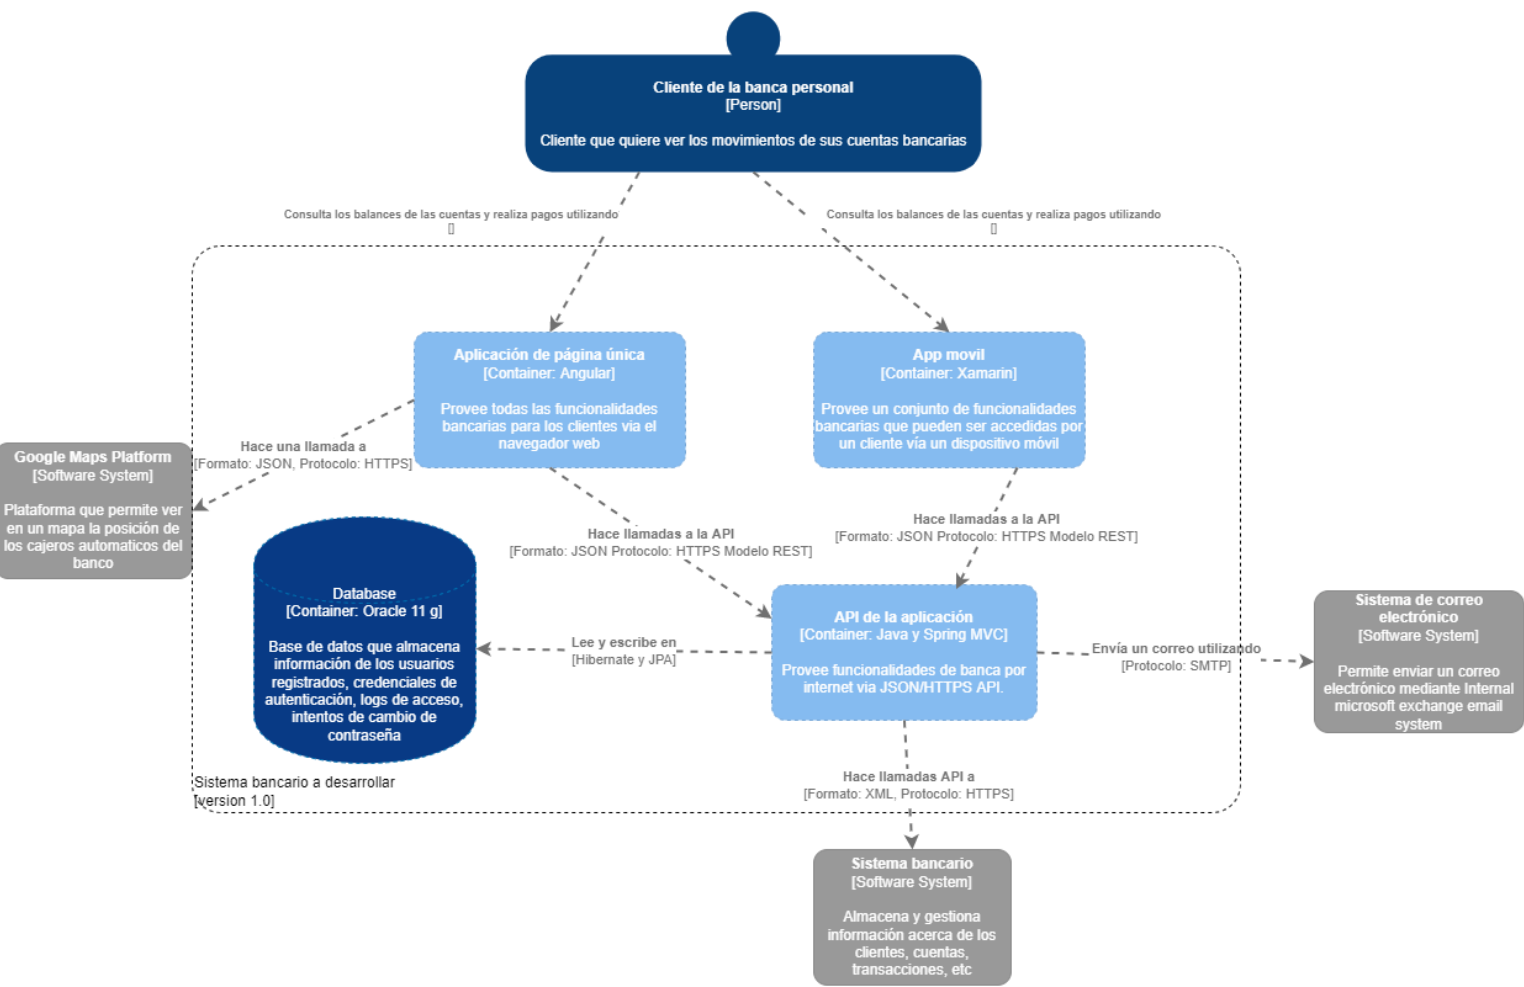 Cliente de la banca personal
[Person]
Cliente que quiere ver los movimientos de sus cuentas bancarias
Consulta los balances de las cuentas y realiza pagos utilizando
[]
Consulta los balances de las cuentas y realiza pagos utilizando
[]
Aplicación de página única
[Container: Angular]
Provee todas las funcionalidades
bancarias para los clientes via el
navegador web
App movil
[Container: Xamarin]
Provee un conjunto de funcionalidades
bancarias que pueden ser accedidas por
un cliente vía un dispositivo móvil
Hace una llamada a
[Formato: JSON, Protocolo: HTTPS]
Google Maps Platform
[Software System]
Plataforma que permite ver
en un mapa la posición de
los cajeros automaticos del
banco
Hace llamadas a la API
[Formato: JSON Protocolo: HTTPS Modelo REST]
Hace llamadas a la API
[Formato: JSON Protocolo: HTTPS Modelo REST]
Database
[Container: Oracle 11 g]
Base de datos que almacena
información de los usuarios
registrados, credenciales de
autenticación, logs de acceso,
intentos de cambio de
contraseña
Lee y escribe en
[Hibernate y JPA]
API de la aplicación
[Container: Java y Spring MVC]
Provee funcionalidades de banca por
internet via JSON/HTTPS API.
Envía un correo utilizando
[Protocolo: SMTP]
Sistema de correo
electrónico
[Software System]
Permite enviar un correo
electrónico mediante Internal
microsoft exchange email
system
Sistema bancario a desarrollar
[version 1.0]
Hace llamadas API a
[Formato: XML, Protocolo: HTTPS]
Sistema bancario
[Software System]
Almacena y gestiona
información acerca de los
clientes, cuentas,
transacciones, etc